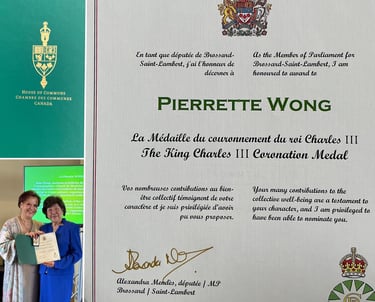 HOUSE OF COMMONS
CHAMBRE DES COMMUNES
CANADA
En tant que députée de Brossard-
Saint-Lambert, j'ai l'honneur de
décerner à
As the Member of Parliament for
Brossard-Saint-Lambert, I am
honoured to award to
PIERRETTE WONG
La Médaille du couronnement du roi Charles III
The King Charles III Coronation Medal
Vos nombreuses contributions au bien-
être collectif témoignent de votre
caractère et je suis privilégiée d'avoir
pu vous proposer.
Your many contributions to the
collective well-being are a testament to
your character, and I am privileged to
have been able to nominate you.
Alexandra Mendès, députée / MP
Brossard / Saint-Lambert